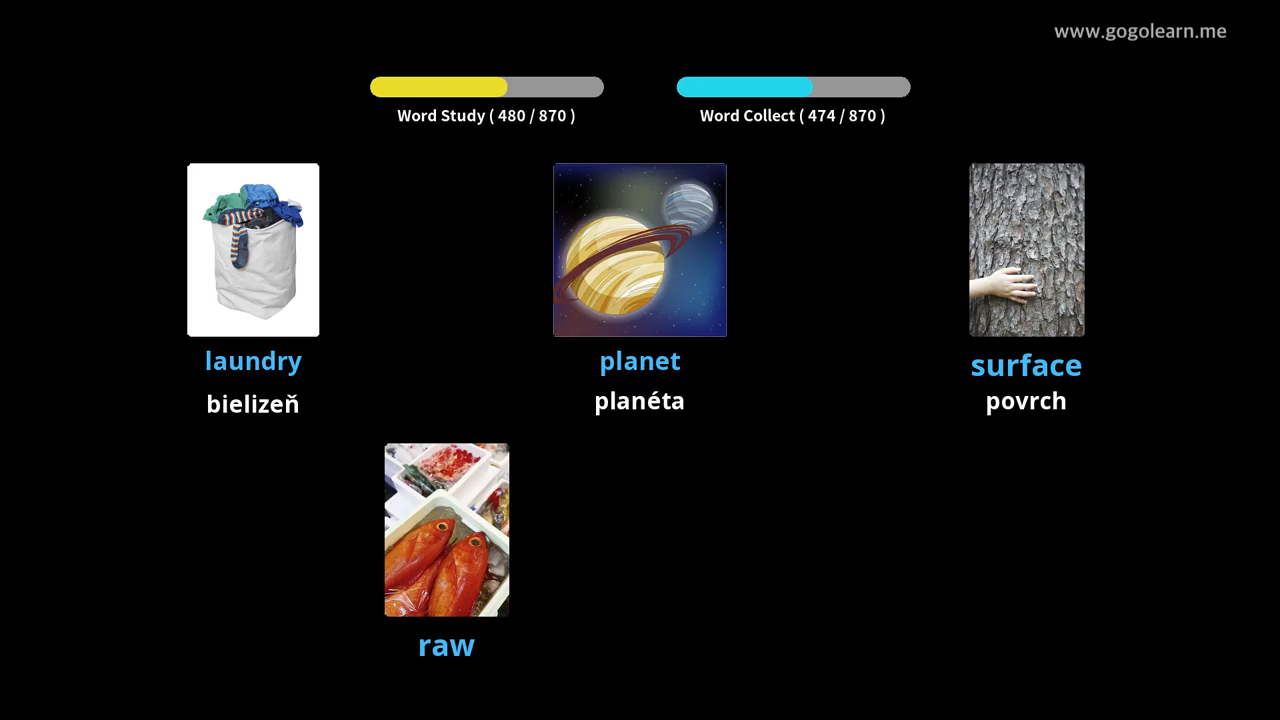 www.gogolearn.me
Word Study ( 480 / 870 )
Word Collect ( 474 / 870 )
laundry
bielizeň
planet
planéta
surface
povrch
raw